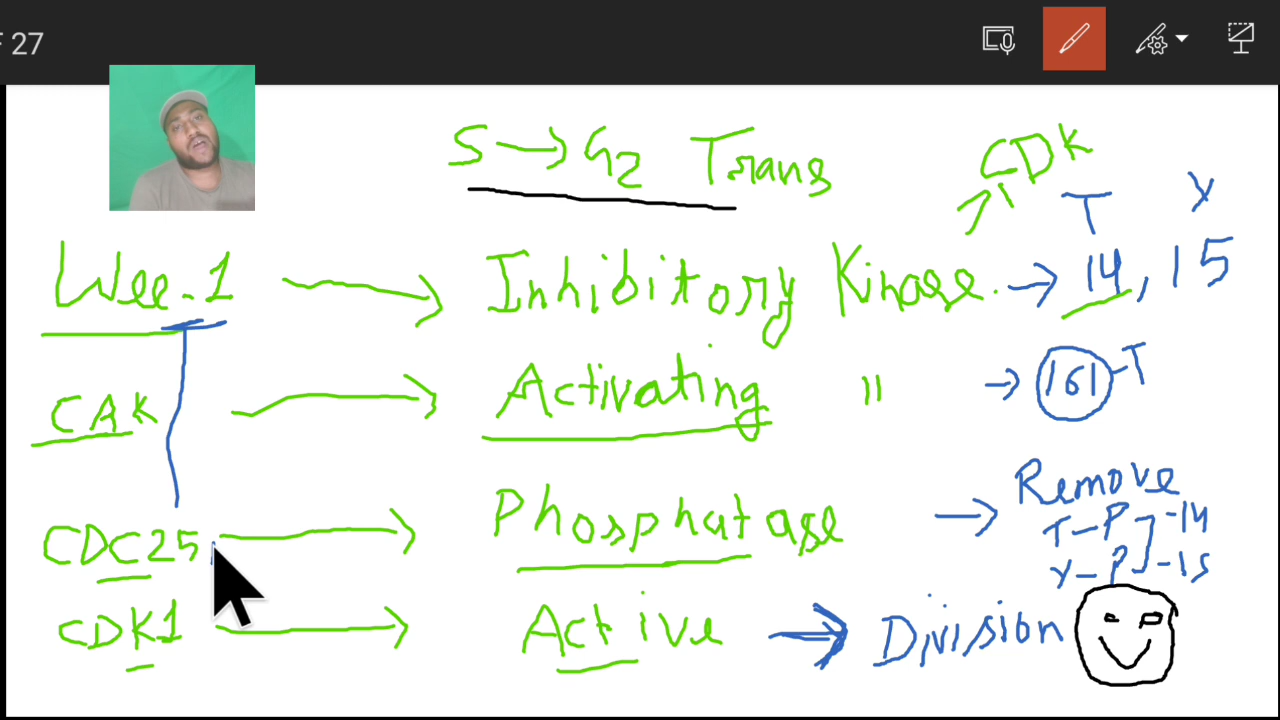 27
S → G2 Trans
CDK
T Y
Wee-1 → Inhibitory Kinase. → 14, 15
CAK → Activating " → 161-T
CDC25 → Phosphatase → Remove
T-P ]-14
Y-P ]-15
CDK1 → Active → Division